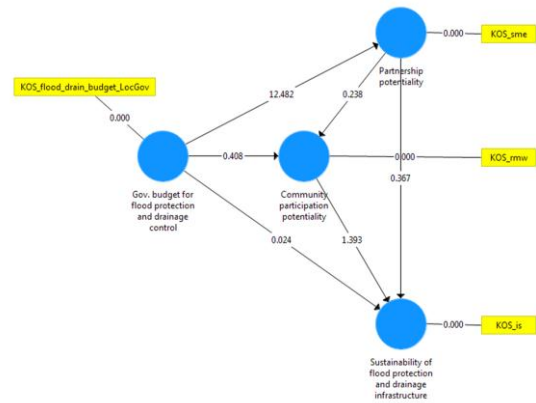 0.000
KOS_sme
Partnership
potentiality
KOS_flood_drain_budget_LocGov
0.000
12.482
0.238
0.408
0.000
KOS_rmw
0.367
Gov. budget for
flood protection
and drainage
control
Community
participation
potentiality
0.024
1.393
0.000
KOS_is
Sustainability of
flood protection
and drainage
infrastructure